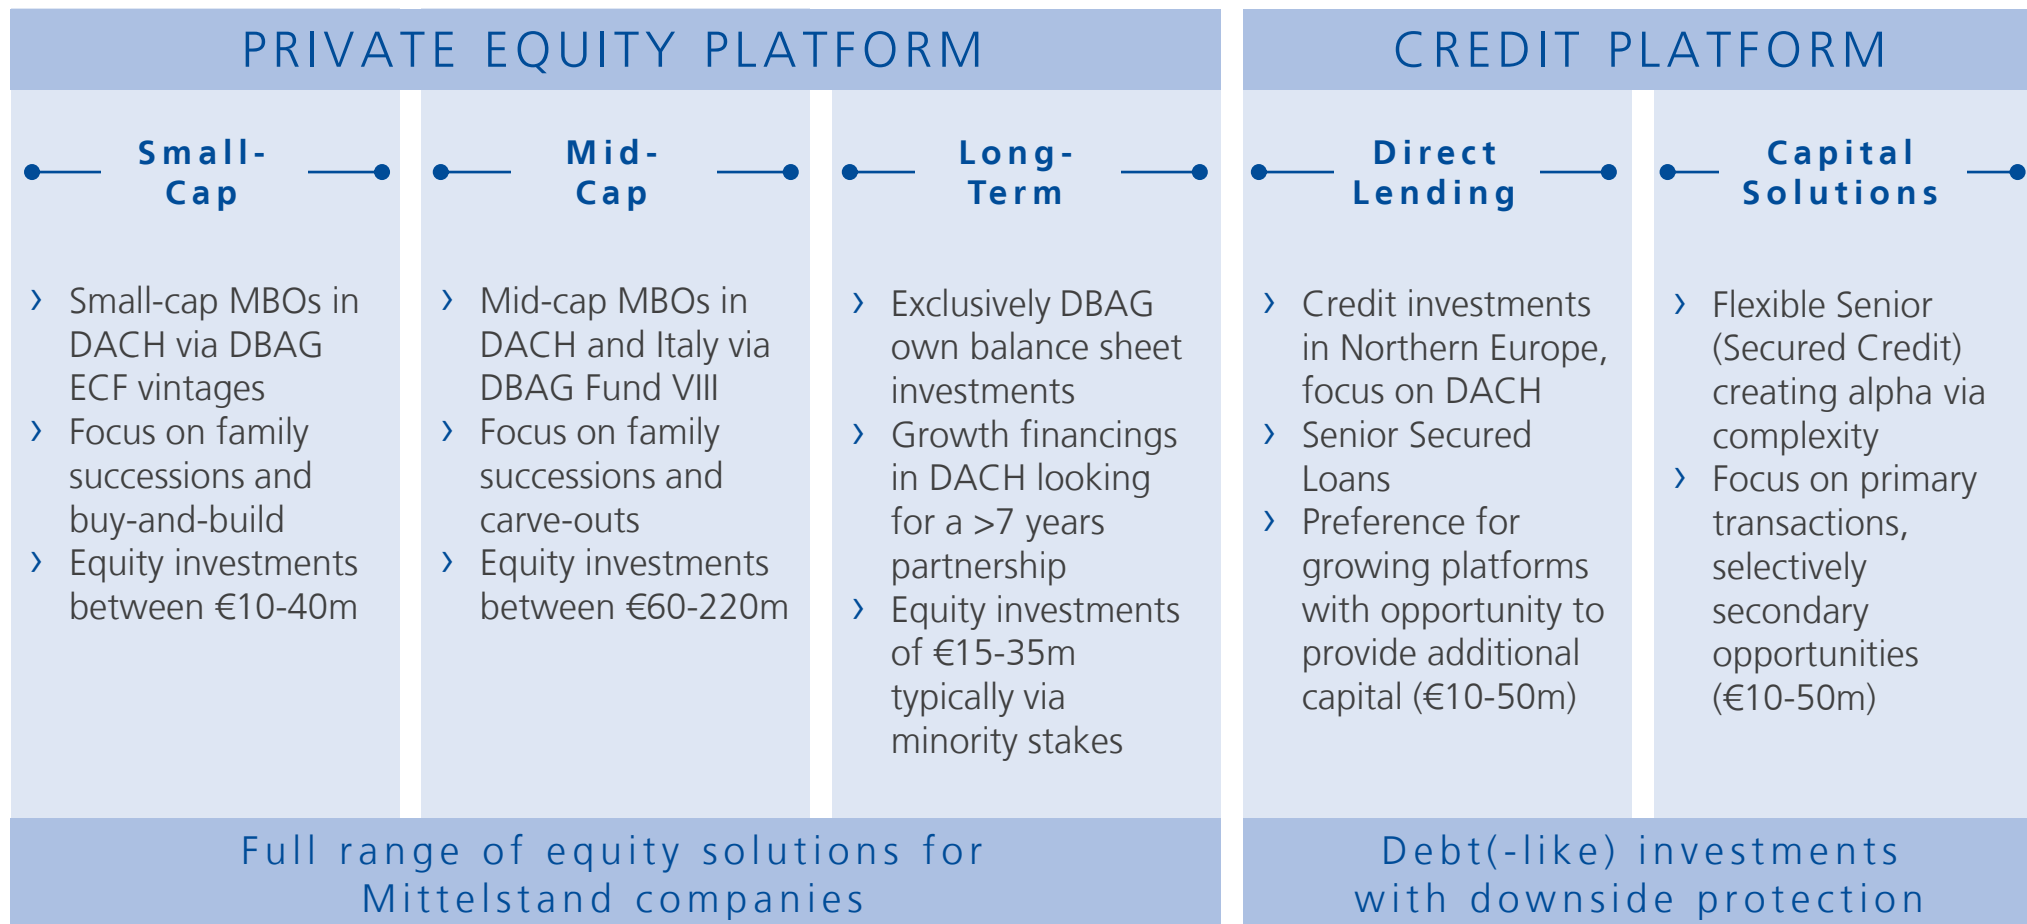 PRIVATE EQUITY PLATFORM
Small-
Cap
› Small-cap MBOs in
DACH via DBAG
ECF vintages
› Focus on family
successions and
buy-and-build
› Equity investments
between €10-40m
Mid-
Cap
› Mid-cap MBOs in
DACH and Italy via
DBAG Fund VIII
› Focus on family
successions and
carve-outs
› Equity investments
between €60-220m
Long-
Term
› Exclusively DBAG
own balance sheet
investments
› Growth financings
in DACH looking
for a >7 years
partnership
› Equity investments
of €15-35m
typically via
minority stakes
Full range of equity solutions for
Mittelstand companies
CREDIT PLATFORM
Direct
Lending
› Credit investments
in Northern Europe,
focus on DACH
› Senior Secured
Loans
› Preference for
growing platforms
with opportunity to
provide additional
capital (€10-50m)
Capital
Solutions
› Flexible Senior
(Secured Credit)
creating alpha via
complexity
› Focus on primary
transactions,
selectively
secondary
opportunities
(€10-50m)
Debt(-like) investments
with downside protection